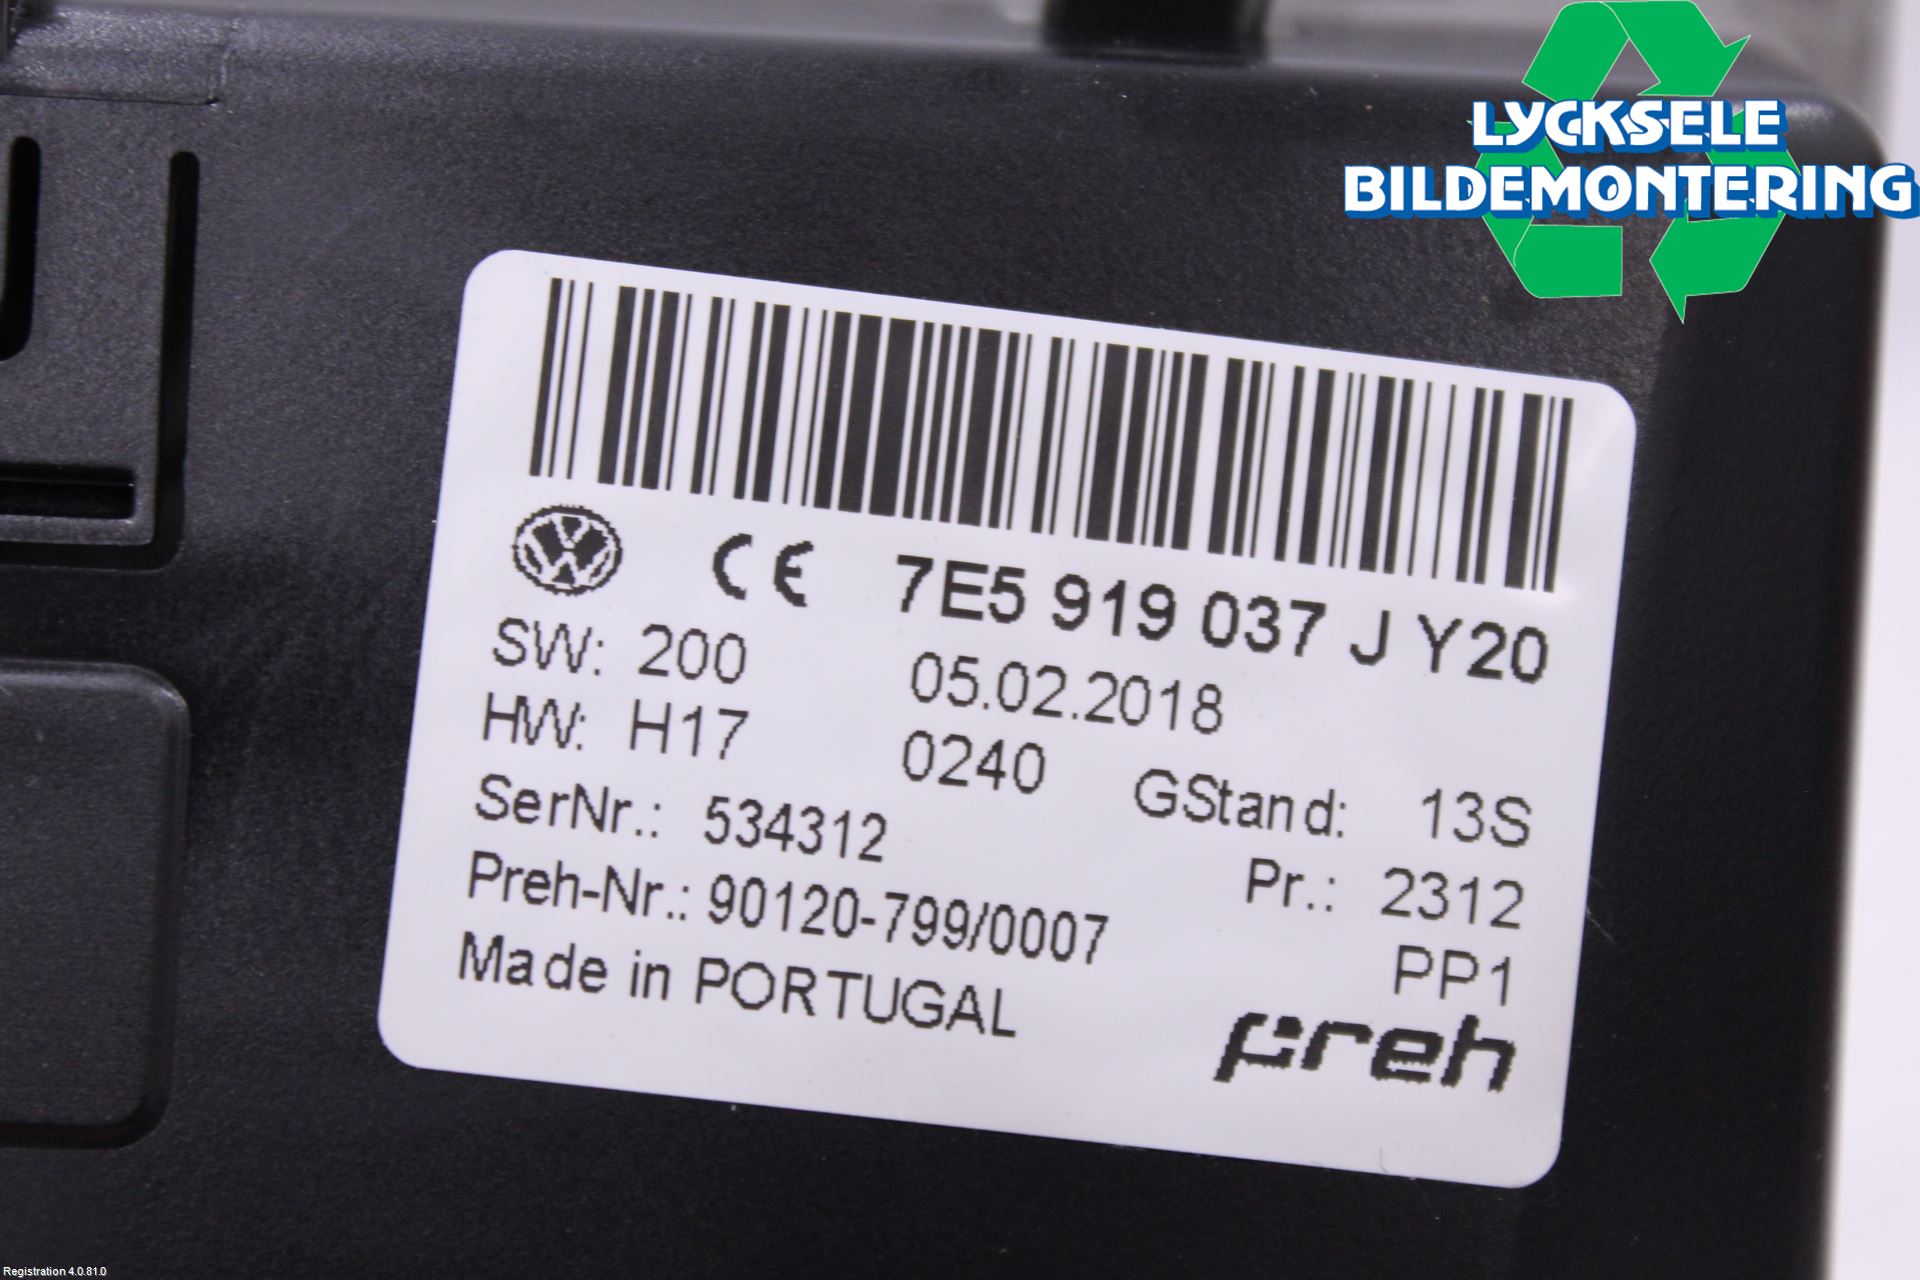 LYCKSELE
BILDEMONTERING
7E5 919 037 J Y20
SW: 200 05.02.2018
HW: H17 0240 GStand: 13S
SerNr.: 534312 Pr.: 2312
Preh-Nr.: 90120-799/0007 PP1
Made in PORTUGAL preh
Registration 4.0.81.0